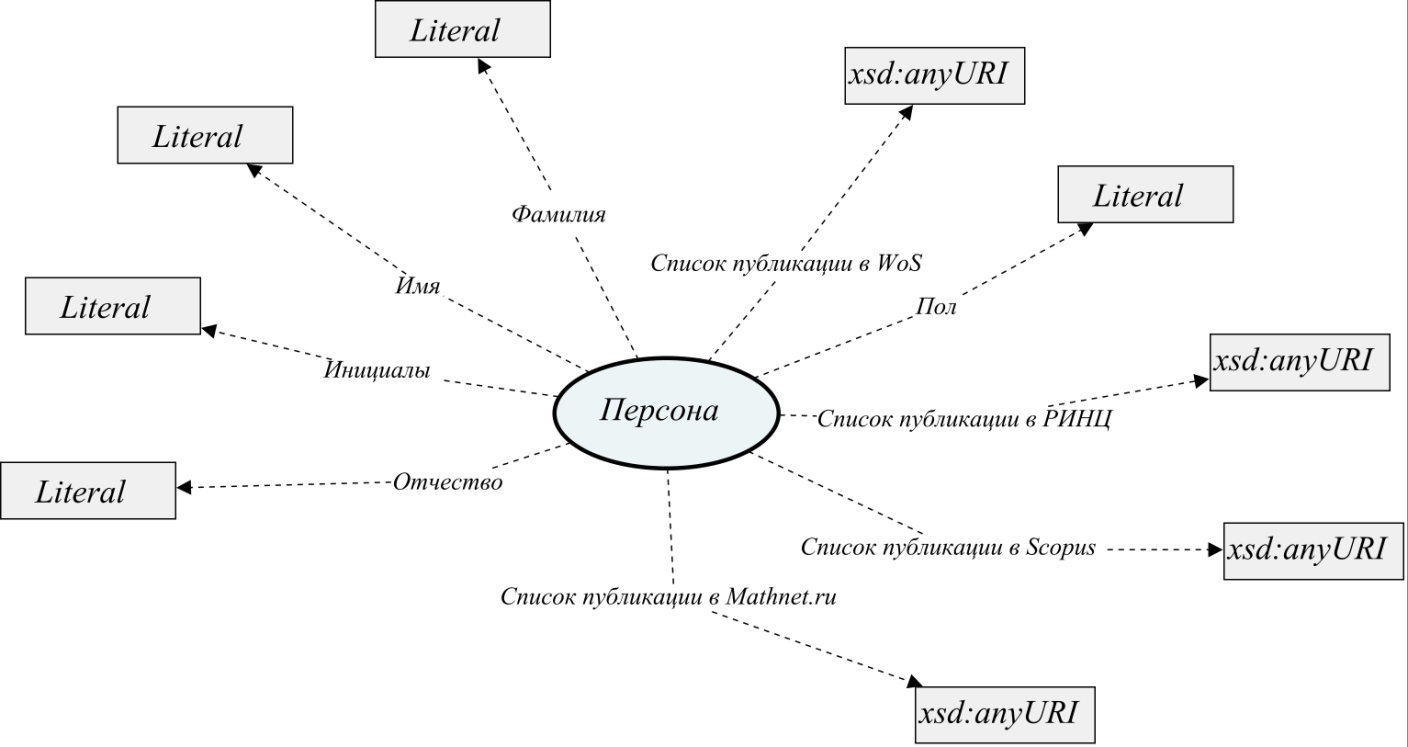 Literal
xsd:anyURI
Literal
Literal
Фамилия
Список публикации в WoS
Имя
Пол
Literal
xsd:anyURI
Инициалы
Персона
Список публикации в РИНЦ
Отчество
Literal
Список публикации в Scopus
xsd:anyURI
Список публикации в Mathnet.ru
xsd:anyURI